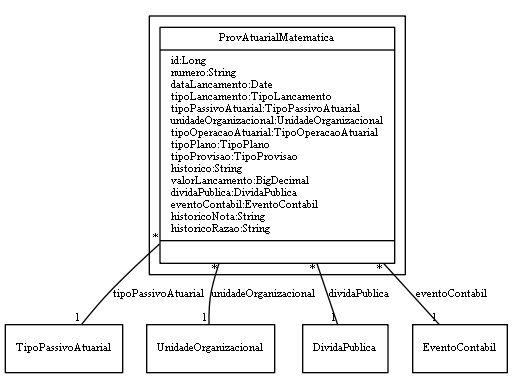 ProvAtuarialMatematica
id:Long
numero:String
dataLancamento:Date
tipoLancamento:TipoLancamento
tipoPassivoAtuarial:TipoPassivoAtuarial
unidadeOrganizacional:UnidadeOrganizacional
tipoOperacaoAtuarial:TipoOperacaoAtuarial
tipoPlano:TipoPlano
tipoProvisao:TipoProvisao
historico:String
valorLancamento:BigDecimal
dividaPublica:DividaPublica
eventoContabil:EventoContabil
historicoNota:String
historicoRazao:String
* * * *
tipoPassivoAtuarial unidadeOrganizacional dividaPublica eventoContabil
1 1 1 1
TipoPassivoAtuarial UnidadeOrganizacional DividaPublica EventoContabil